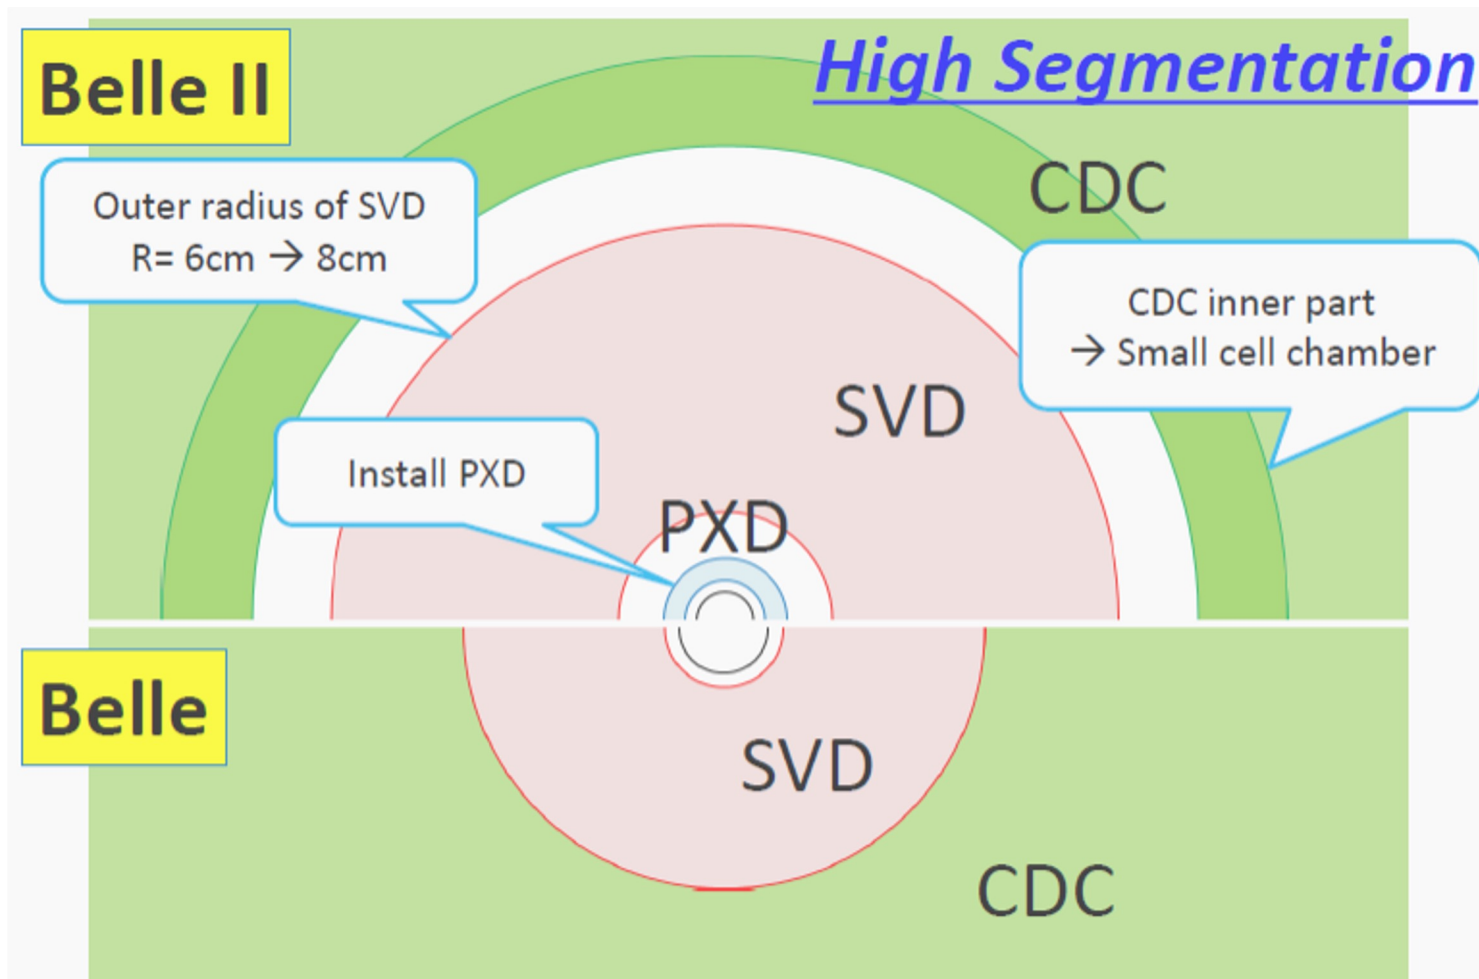 Belle II
High Segmentation
CDC
Outer radius of SVD
R= 6cm → 8cm
CDC inner part
→ Small cell chamber
SVD
Install PXD
PXD
Belle
SVD
CDC